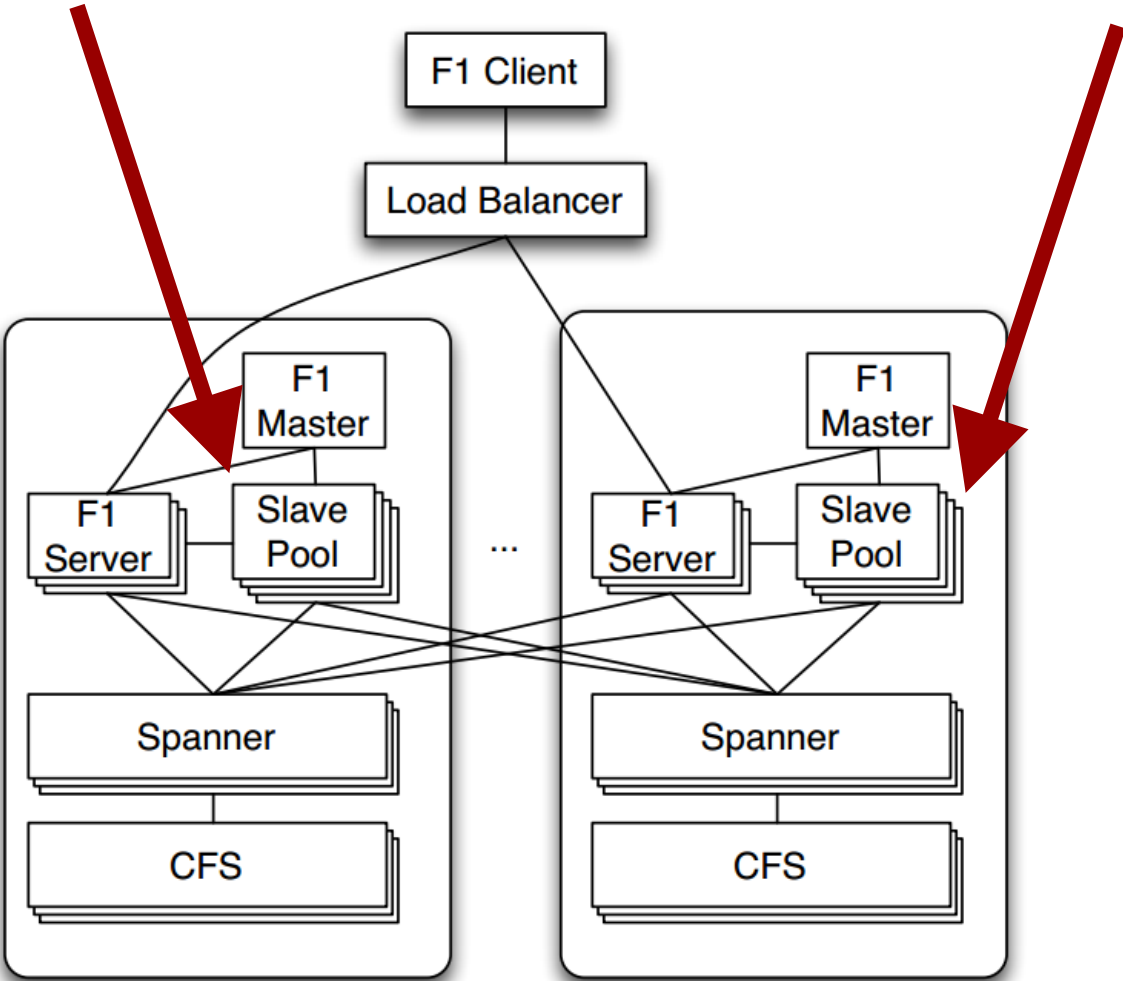 F1 Client
Load Balancer
F1
Master
F1
Server
Slave
Pool
Spanner
CFS
...
F1
Master
F1
Server
Slave
Pool
Spanner
CFS